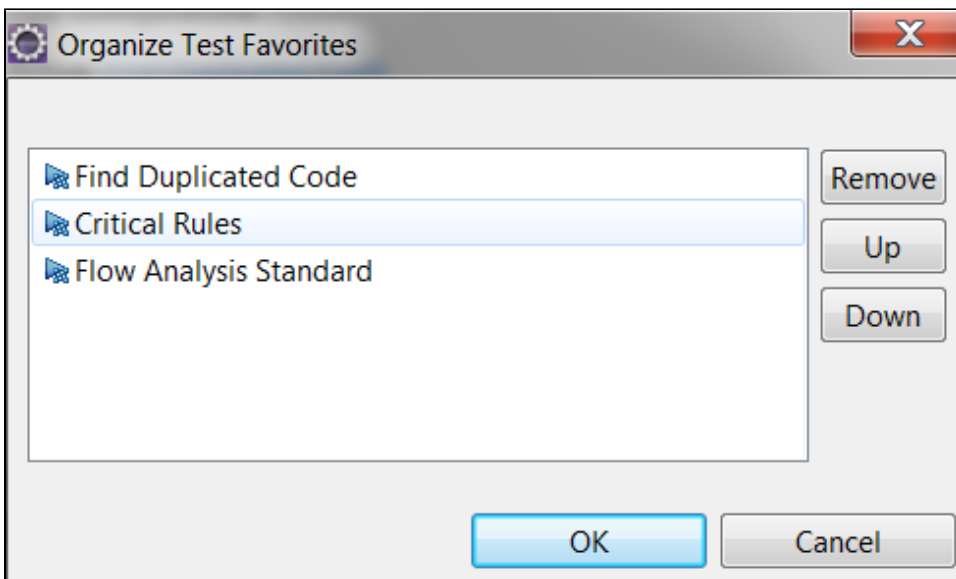 Organize Test Favorites
Find Duplicated Code
Critical Rules
Flow Analysis Standard
Remove
Up
Down
OK
Cancel